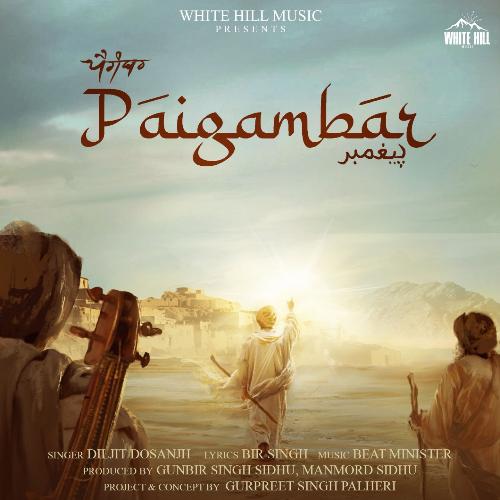 WHITE HILL MUSIC
PRESENTS
WHITE HILL
MUSIC
ਪੈਗੰਬਰ
Paigambar
پیغمبر
SINGER DILJIT DOSANJH LYRICS BIR SINGH MUSIC BEAT MINISTER
PRODUCED BY GUNBIR SINGH SIDHU, MANMORD SIDHU
PROJECT & CONCEPT BY GURPREET SINGH PALHERI